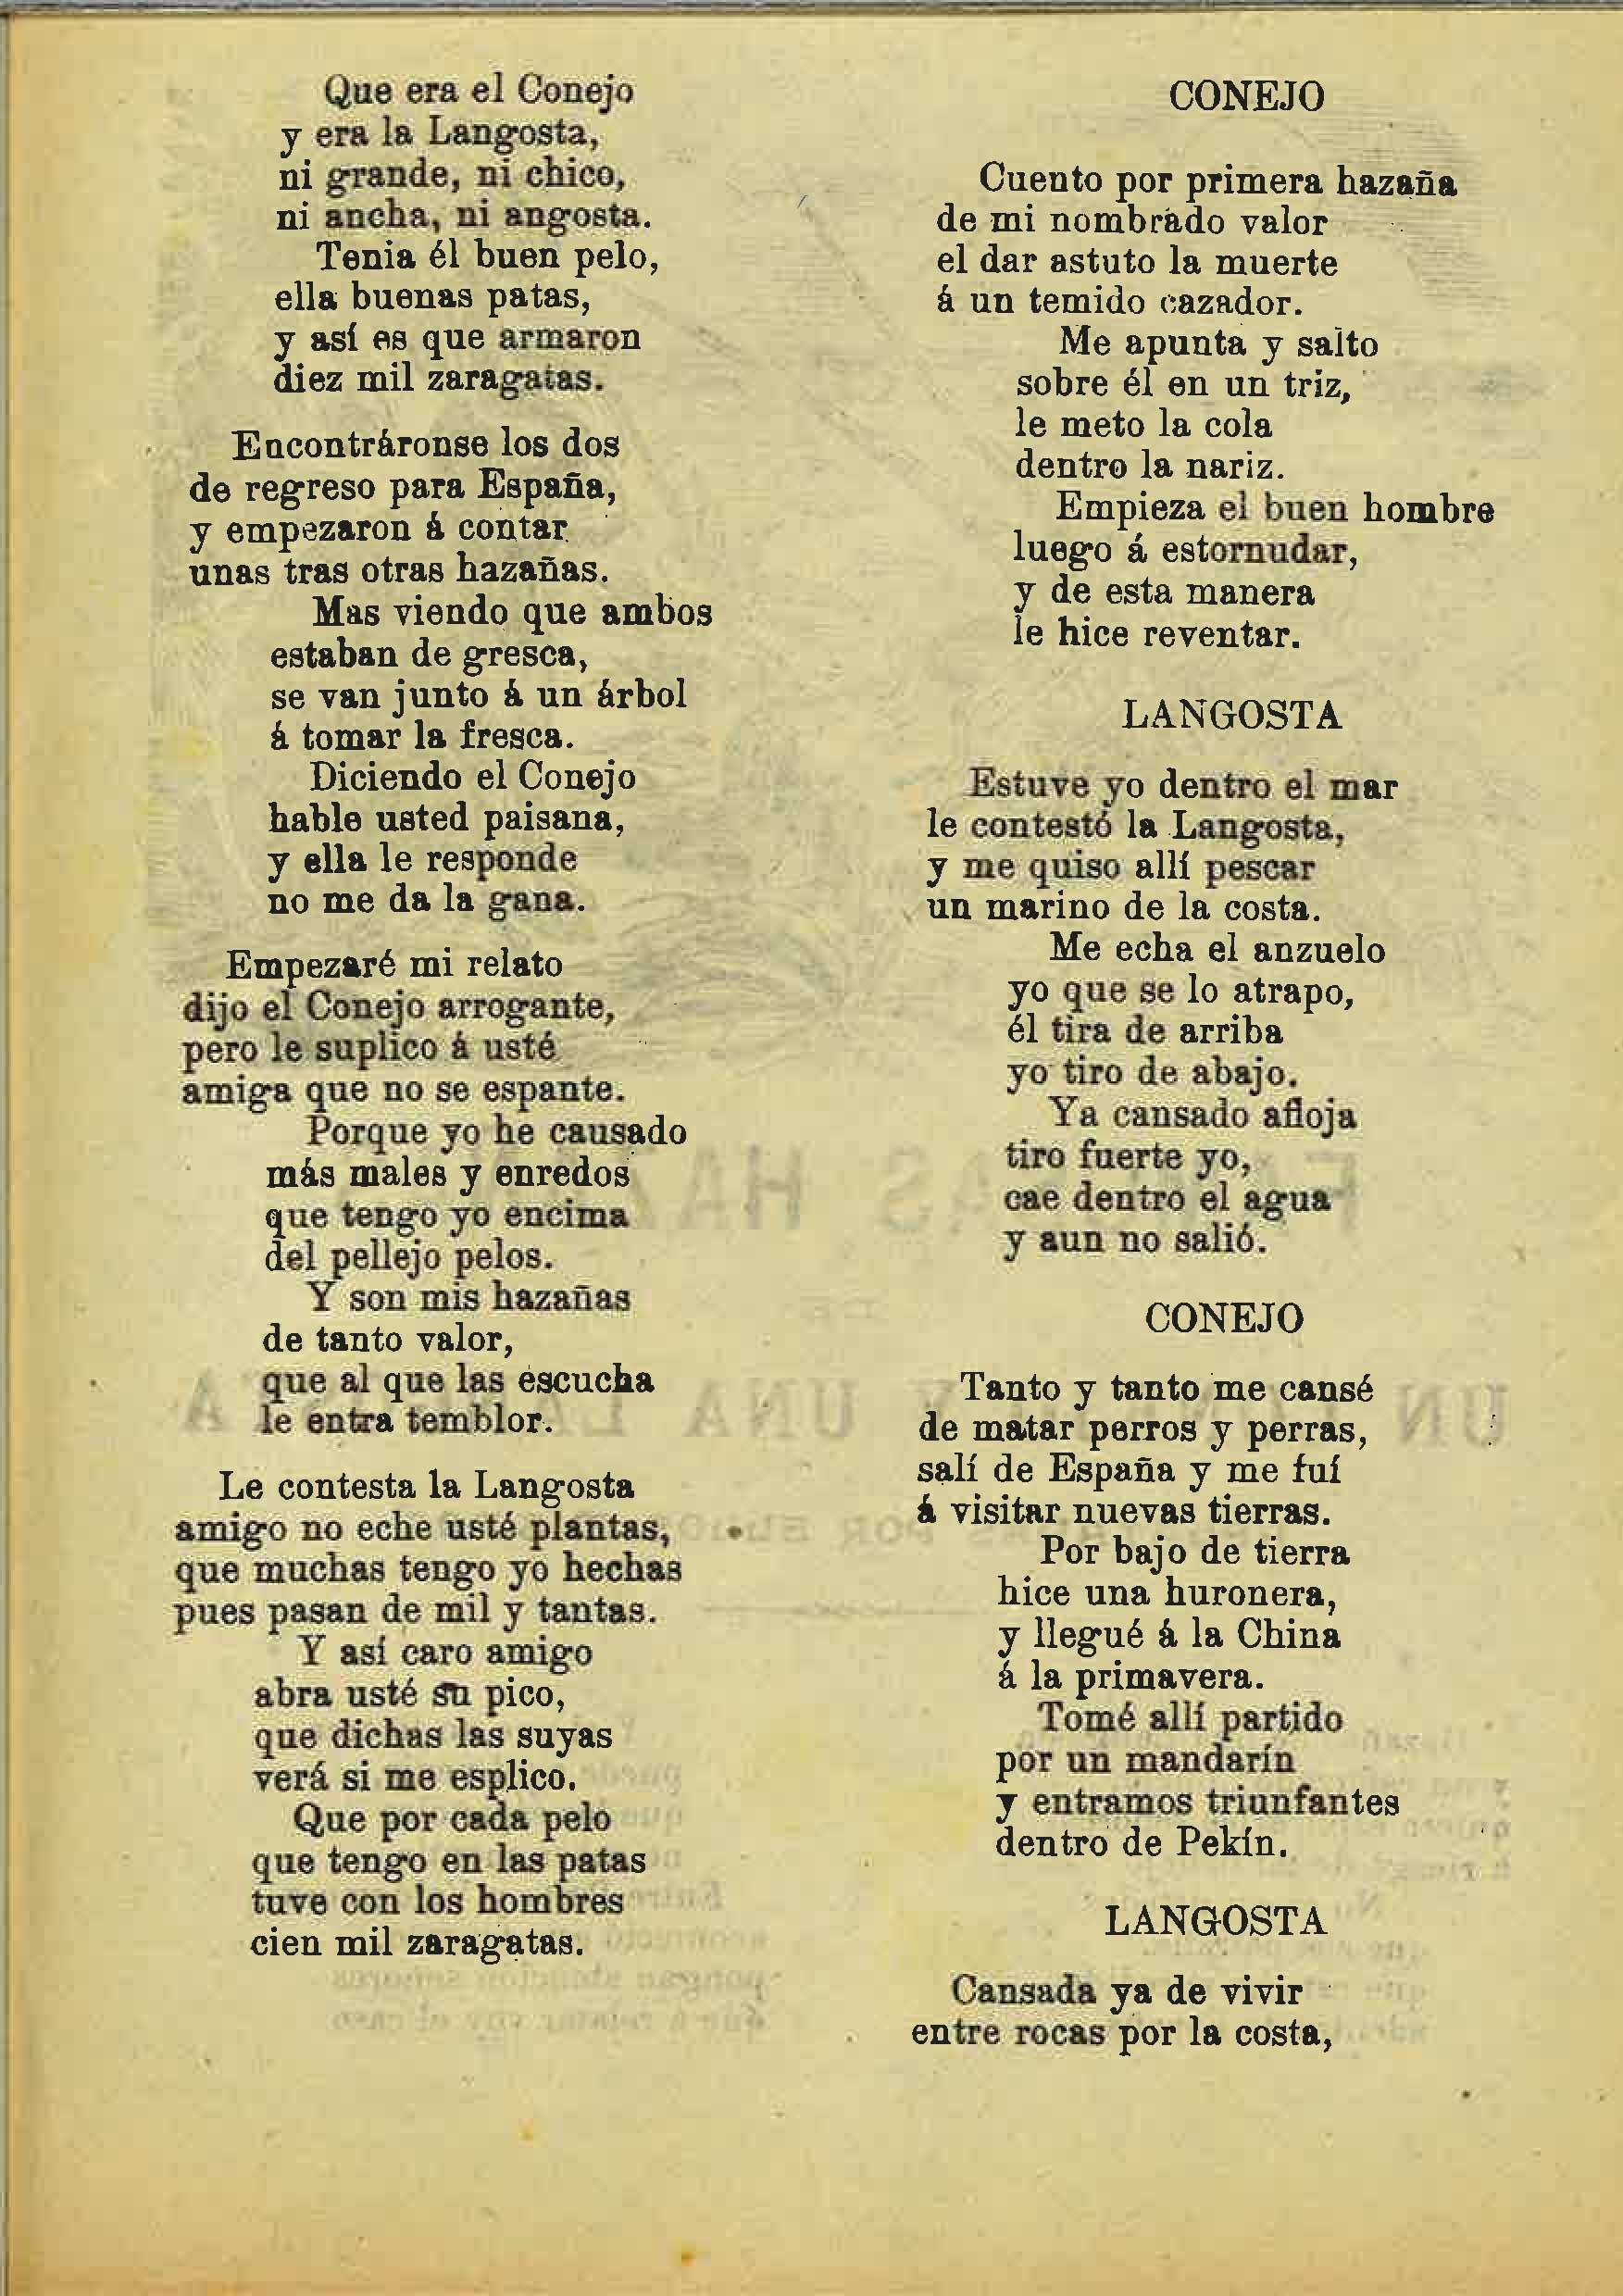 Que era el Conejo
y era la Langosta,
ni grande, ni chico,
ni ancha, ni angosta.
Tenia él buen pelo,
ella buenas patas,
y así es que armaron
diez mil zaragatas.
Encontráronse los dos
de regreso para España,
y empezaron á contar
unas tras otras hazañas.
Mas viendo que ambos
estaban de gresca,
se van junto á un árbol
á tomar la fresca.
Diciendo el Conejo
hable usted paisana,
y ella le responde
no me da la gana.
Empezaré mi relato
dijo el Conejo arrogante,
pero le suplico á usté
amiga que no se espante.
Porque yo he causado
más males y enredos
que tengo yo encima
del pellejo pelos.
Y son mis hazañas
de tanto valor,
que al que las escucha
le entra temblor.
Le contesta la Langosta
amigo no eche usté plantas,
que muchas tengo yo hechas
pues pasan de mil y tantas.
Y así caro amigo
abra usté su pico,
que dichas las suyas
verá si me esplico.
Que por cada pelo
que tengo en las patas
tuve con los hombres
cien mil zaragatas.
CONEJO
Cuento por primera hazaña
de mi nombrado valor
el dar astuto la muerte
á un temido cazador.
Me apunta y salto
sobre él en un triz,
le meto la cola
dentro la nariz.
Empieza el buen hombre
luego á estornudar,
y de esta manera
le hice reventar.
LANGOSTA
Estuve yo dentro el mar
le contestó la Langosta,
y me quiso allí pescar
un marino de la costa.
Me echa el anzuelo
yo que se lo atrapo,
él tira de arriba
yo tiro de abajo.
Ya cansado afloja
tiro fuerte yo,
cae dentro el agua
y aun no salió.
CONEJO
Tanto y tanto me cansé
de matar perros y perras,
salí de España y me fuí
á visitar nuevas tierras.
Por bajo de tierra
hice una huronera,
y llegué á la China
á la primavera.
Tomé allí partido
por un mandarín
y entramos triunfantes
dentro de Pekín.
LANGOSTA
Cansada ya de vivir
entre rocas por la costa,